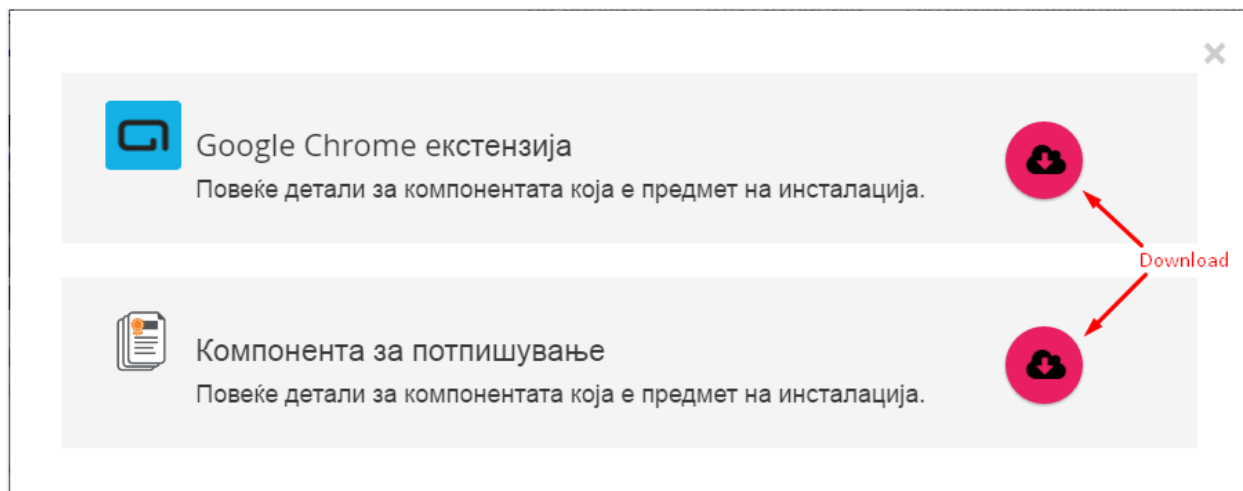 Google Chrome екстензија
Повеќе детали за компонентата која е предмет на инсталација.
Download
Компонента за потпишување
Повеќе детали за компонентата која е предмет на инсталација.